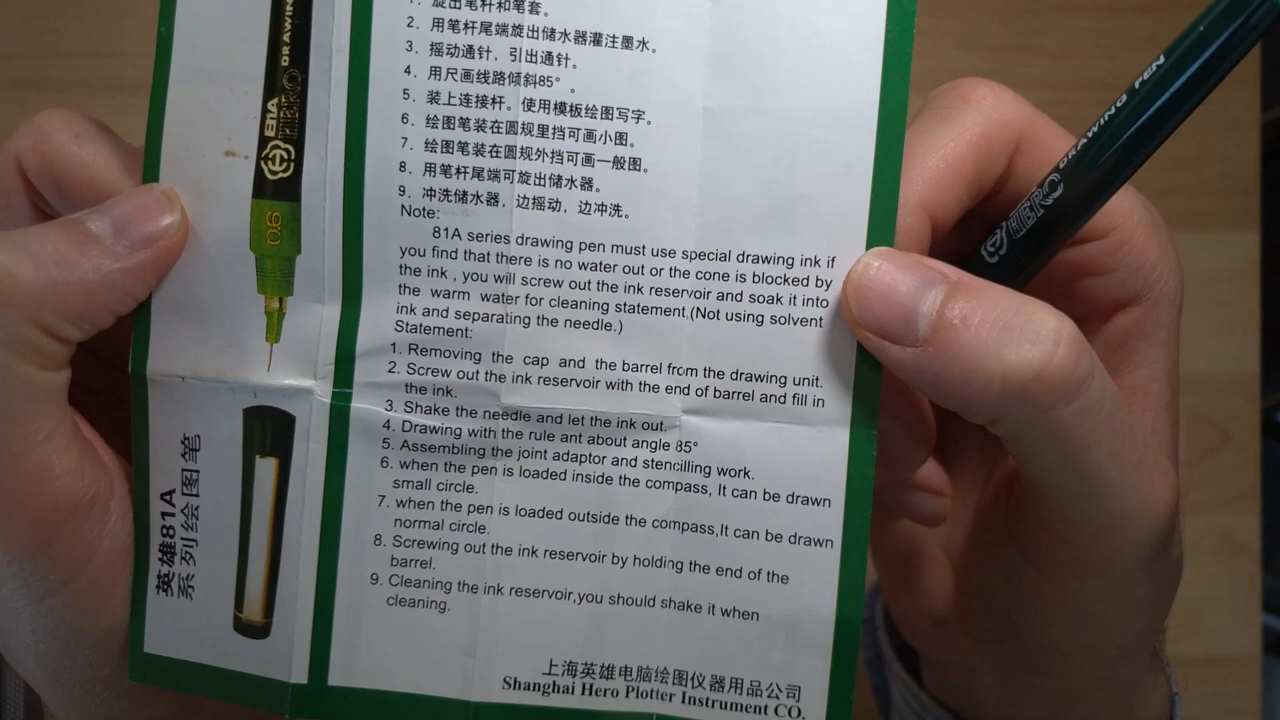 1. 旋出笔杆和笔套。
2. 用笔杆尾端旋出储水器灌注墨水。
3. 摇动通针，引出通针。
4. 用尺画线路倾斜85°。
5. 装上连接杆。使用模板绘图写字。
6. 绘图笔装在圆规里挡可画小图。
7. 绘图笔装在圆规外挡可画一般图。
8. 用笔杆尾端可旋出储水器。
9. 冲洗储水器，边摇动，边冲洗。
Note:
81A series drawing pen must use special drawing ink if
you find that there is no water out or the cone is blocked by
the ink , you will screw out the ink reservoir and soak it into
the warm water for cleaning statement.(Not using solvent
ink and separating the needle.)
Statement:
1. Removing the cap and the barrel from the drawing unit.
2. Screw out the ink reservoir with the end of barrel and fill in
the ink.
3. Shake the needle and let the ink out.
4. Drawing with the rule ant about angle 85°
5. Assembling the joint adaptor and stencilling work.
6. when the pen is loaded inside the compass, It can be drawn
small circle.
7. when the pen is loaded outside the compass,It can be drawn
normal circle.
8. Screwing out the ink reservoir by holding the end of the
barrel.
9. Cleaning the ink reservoir,you should shake it when
cleaning.
上海英雄电脑绘图仪器用品公司
Shanghai Hero Plotter Instrument CO.
英雄81A
系列绘图笔
81A
HERO DRAWING
0.6
HERO DRAWING PEN